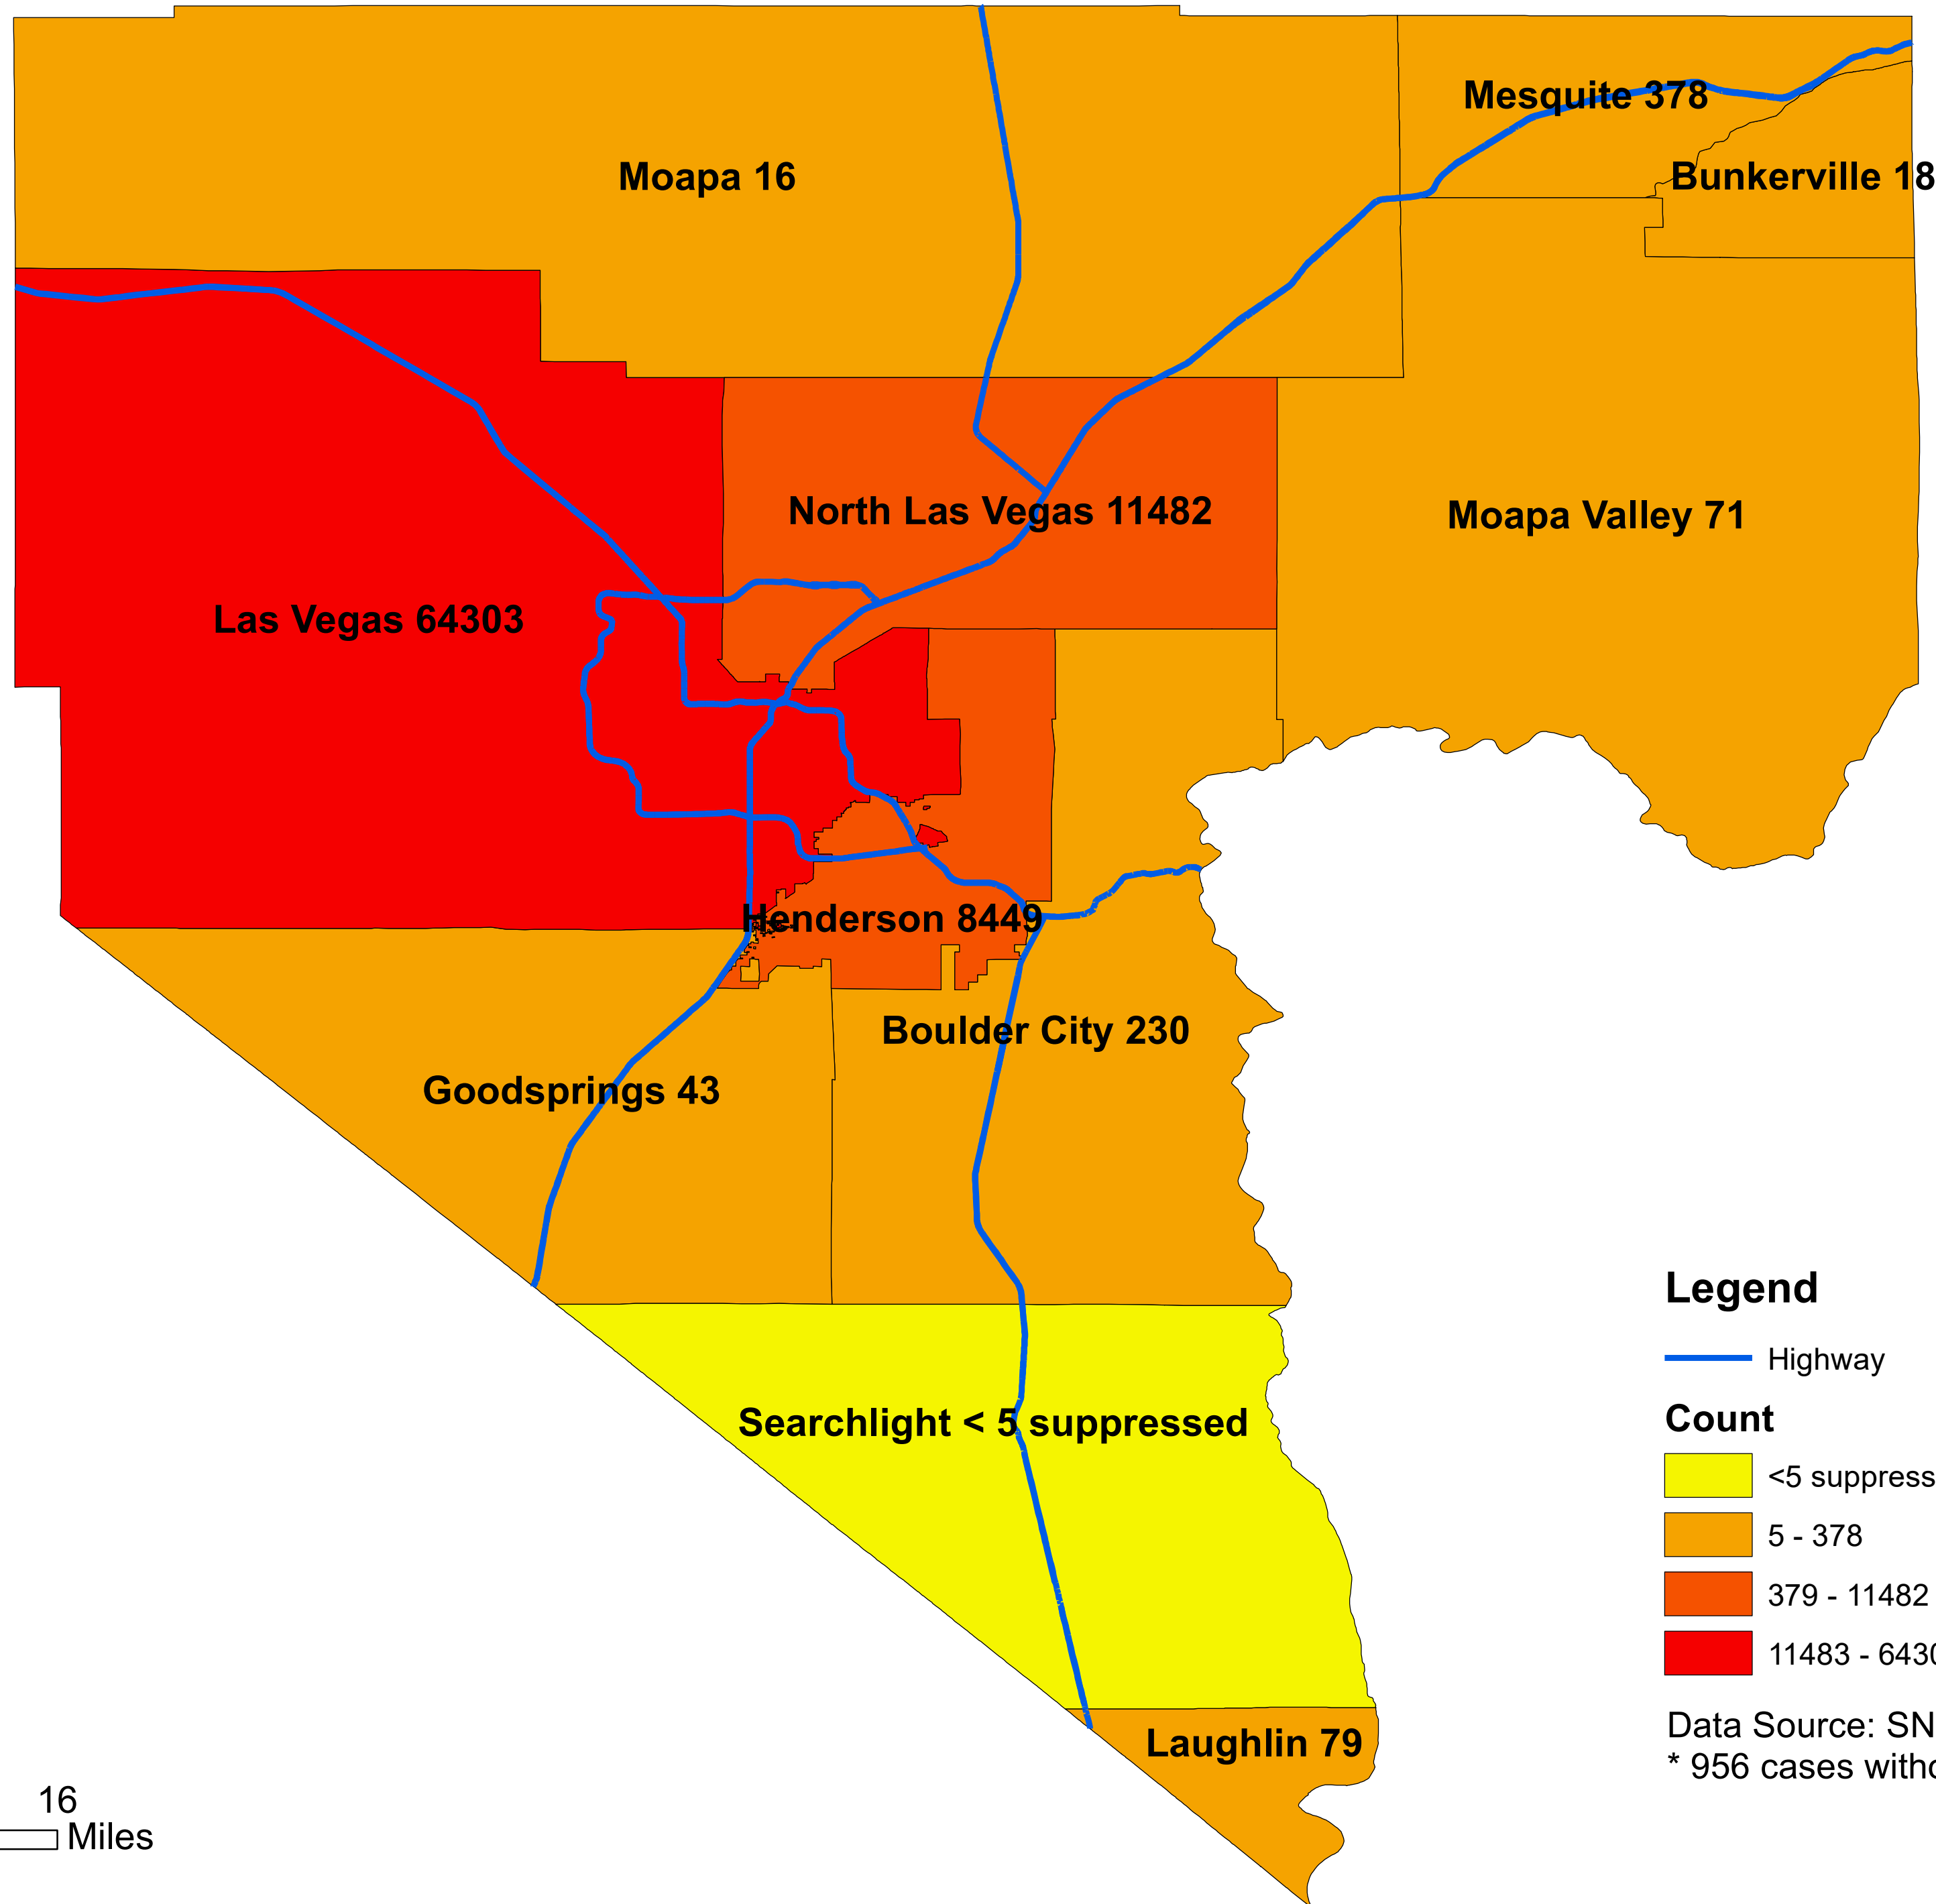 Mesquite 378
Moapa 16
Bunkerville 18
North Las Vegas 11482
Moapa Valley 71
Las Vegas 64303
Henderson 8449
Boulder City 230
Goodsprings 43
Searchlight < 5 suppressed
Laughlin 79
Legend
Highway
Count
<5 suppress
5 - 378
379 - 11482
11483 - 6430
Data Source: SN
* 956 cases witho
16
Miles